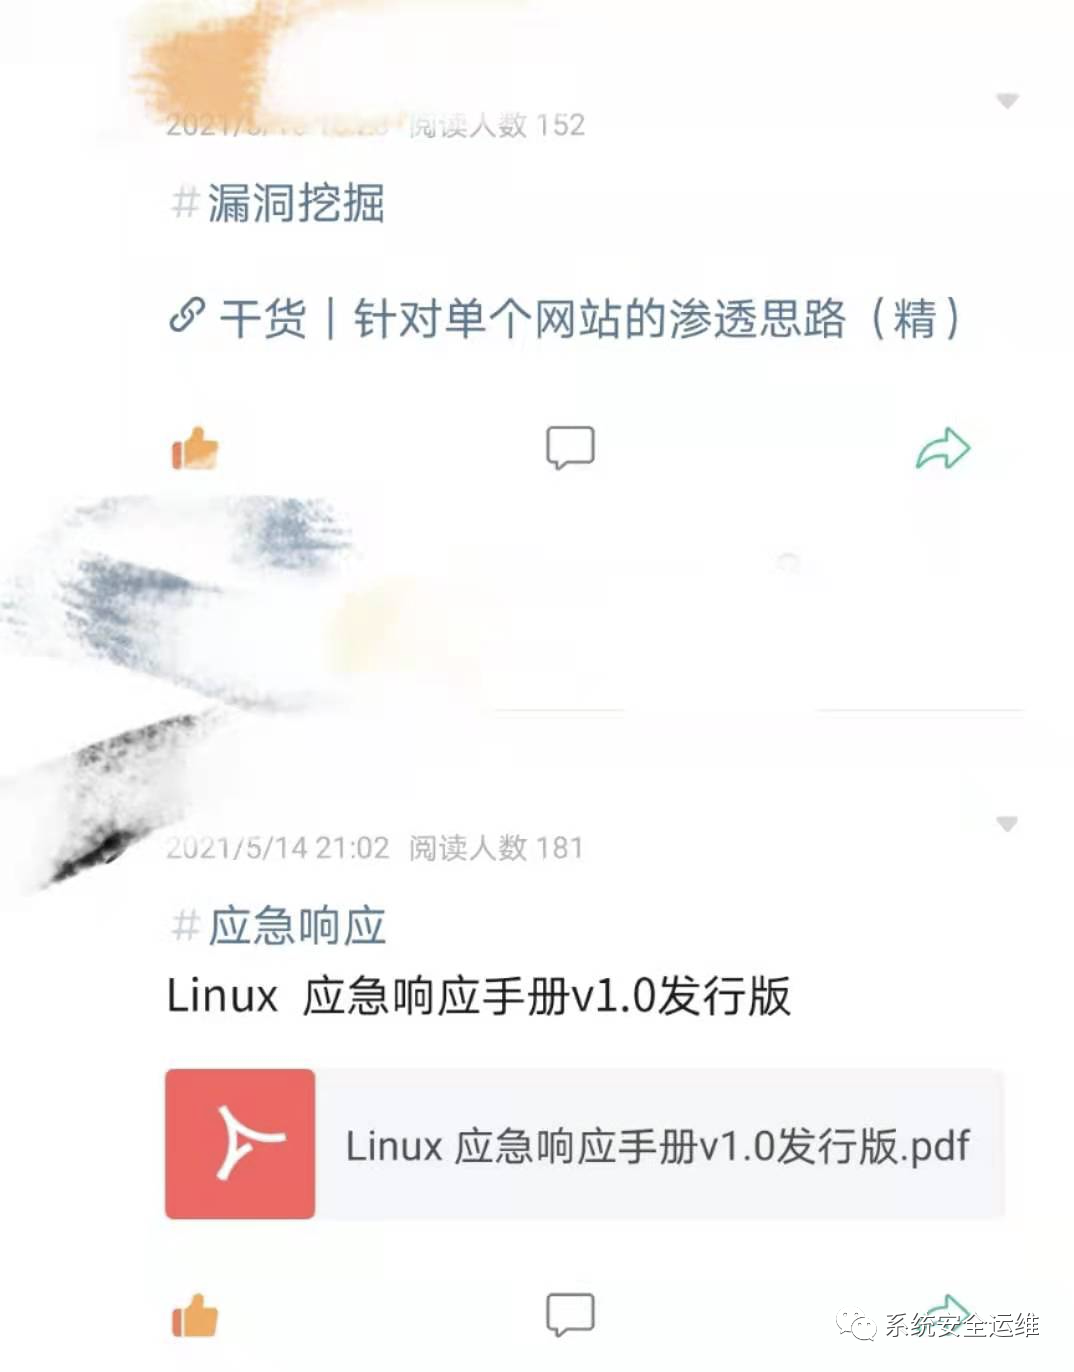 阅读人数 152
#漏洞挖掘
干货｜针对单个网站的渗透思路（精）
2021/5/14 21:02 阅读人数 181
#应急响应
Linux 应急响应手册v1.0发行版
Linux 应急响应手册v1.0发行版.pdf
系统安全运维